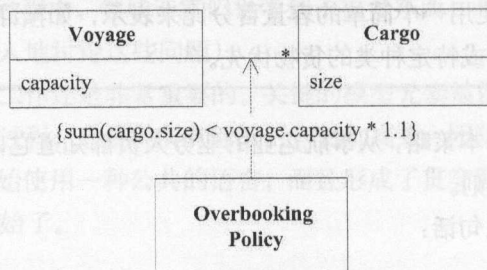 Voyage
Cargo
*
capacity
size
{sum(cargo.size) < voyage.capacity * 1.1}
Overbooking
Policy